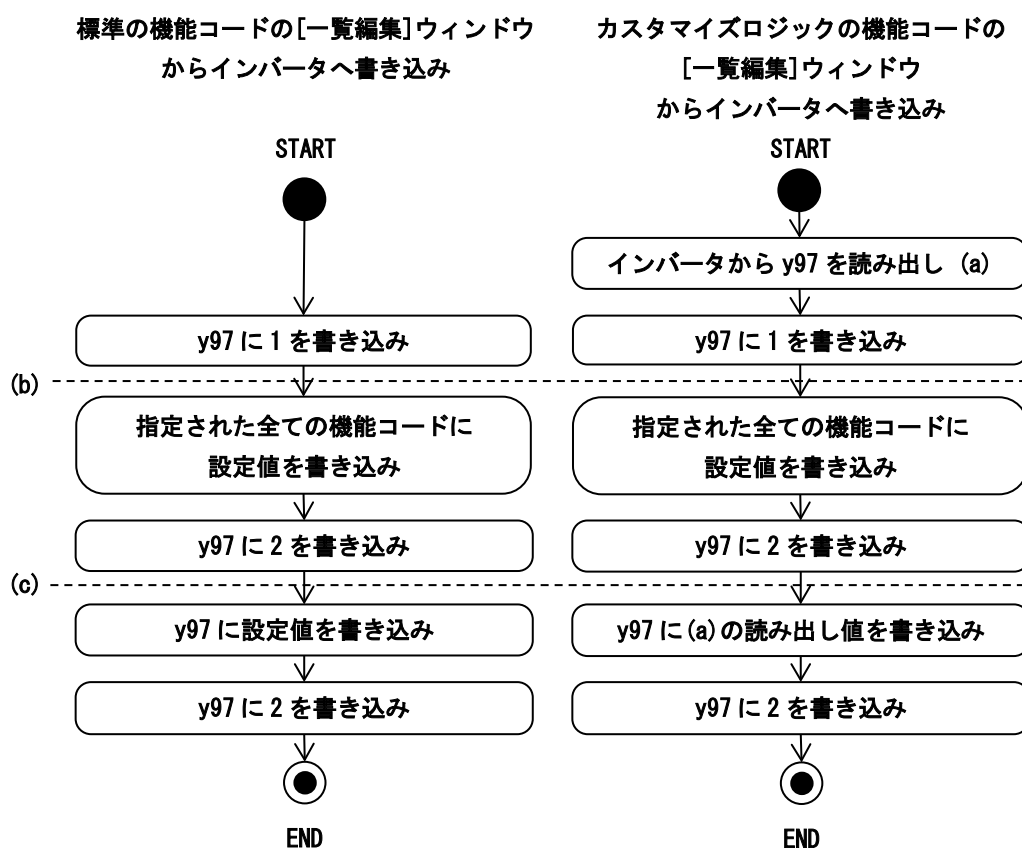 標準の機能コードの[一覧編集]ウィンドウ
からインバータへ書き込み
START
y97 に 1 を書き込み
指定された全ての機能コードに
設定値を書き込み
y97 に 2 を書き込み
y97 に設定値を書き込み
y97 に 2 を書き込み
END
カスタマイズロジックの機能コードの
[一覧編集]ウィンドウ
からインバータへ書き込み
START
インバータから y97 を読み出し (a)
y97 に 1 を書き込み
指定された全ての機能コードに
設定値を書き込み
y97 に 2 を書き込み
y97 に(a)の読み出し値を書き込み
y97 に 2 を書き込み
END
(b)
(c)